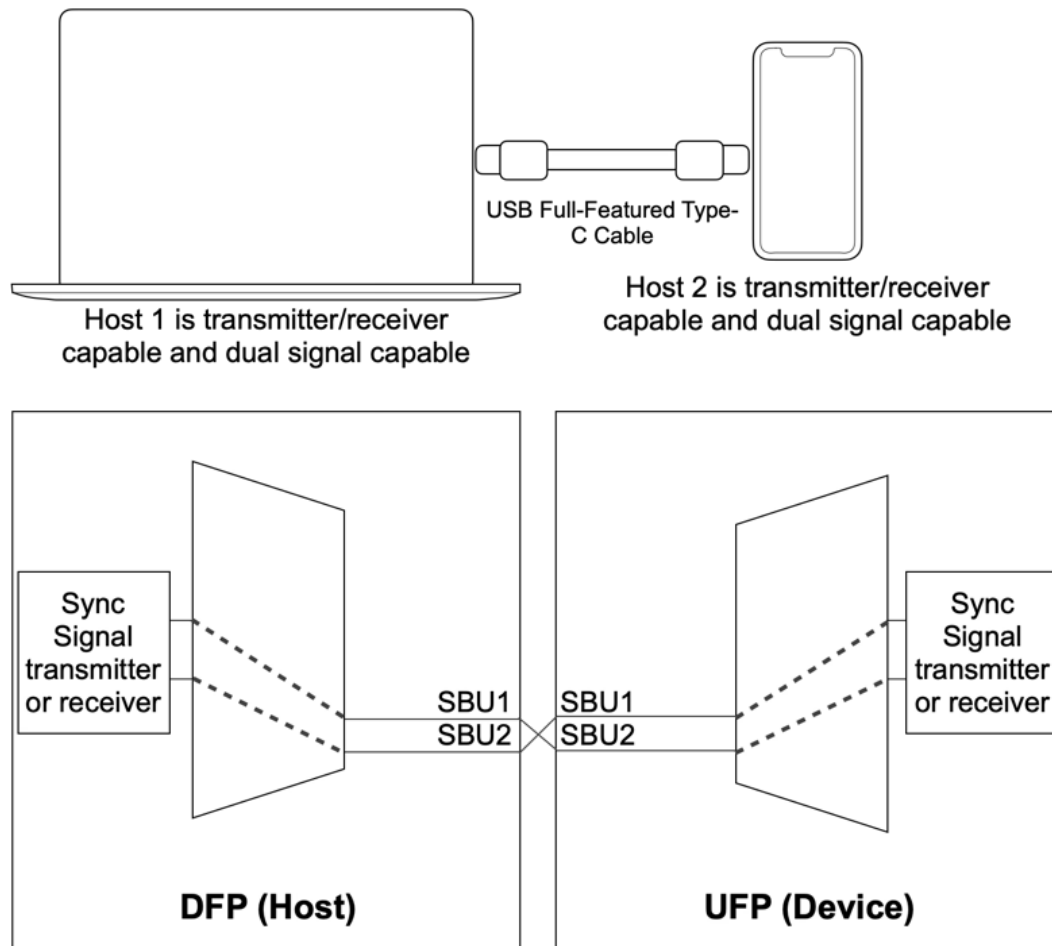 USB Full-Featured Type-
C Cable
Host 1 is transmitter/receiver
capable and dual signal capable
Host 2 is transmitter/receiver
capable and dual signal capable
Sync
Signal
transmitter
or receiver
SBU1
SBU2
SBU1
SBU2
Sync
Signal
transmitter
or receiver
DFP (Host)
UFP (Device)